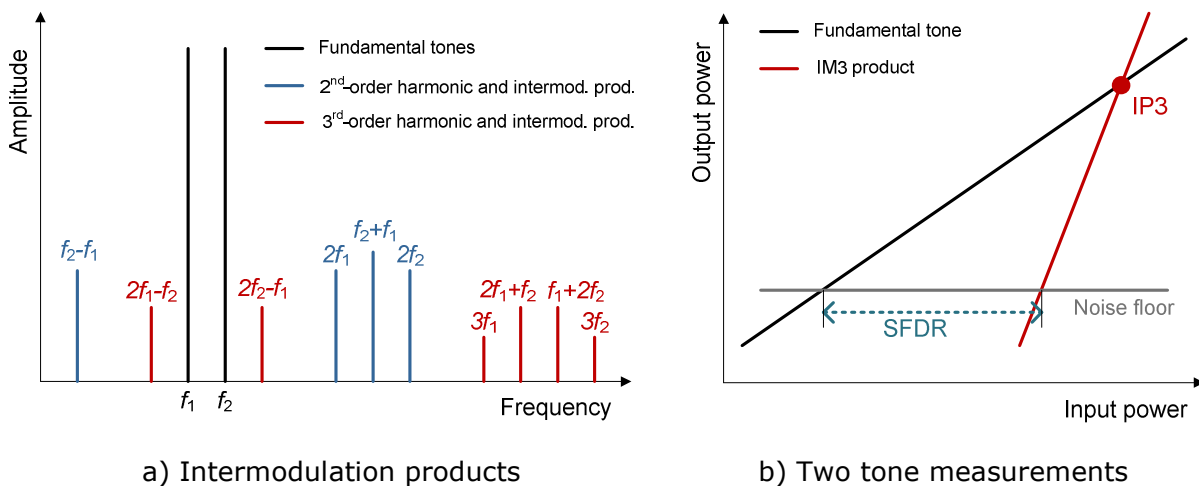 Amplitude
Fundamental tones
2nd-order harmonic and intermod. prod.
3rd-order harmonic and intermod. prod.
f2-f1
2f1-f2
2f2-f1
2f1
f2+f1
2f2
2f1+f2
f1+2f2
3f1
3f2
f1
f2
Frequency
a) Intermodulation products
Output power
Fundamental tone
IM3 product
IP3
Noise floor
SFDR
Input power
b) Two tone measurements